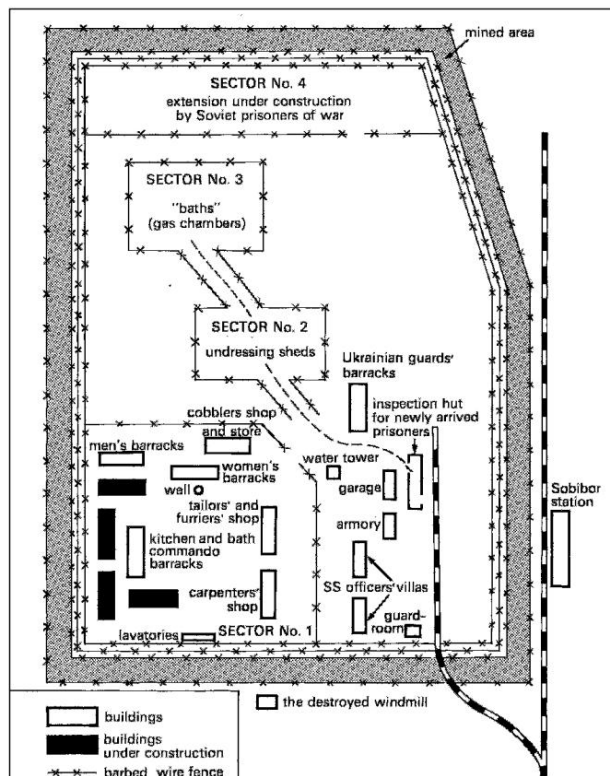 mined area
SECTOR No. 4
extension under construction
by Soviet prisoners of war
SECTOR No. 3
"baths"
(gas chambers)
SECTOR No. 2
undressing sheds
Ukrainian guards'
barracks
inspection hut
for newly arrived
prisoners
cobblers shop
and store
men's barracks
women's
barracks
water tower
well
garage
tailors' and
furriers' shop
armory
Sobibor
station
kitchen and bath
commando
barracks
SS officers' villas
carpenters'
shop
guard-
room
lavatories
SECTOR No. 1
the destroyed windmill
buildings
buildings
under construction
barbed wire fence